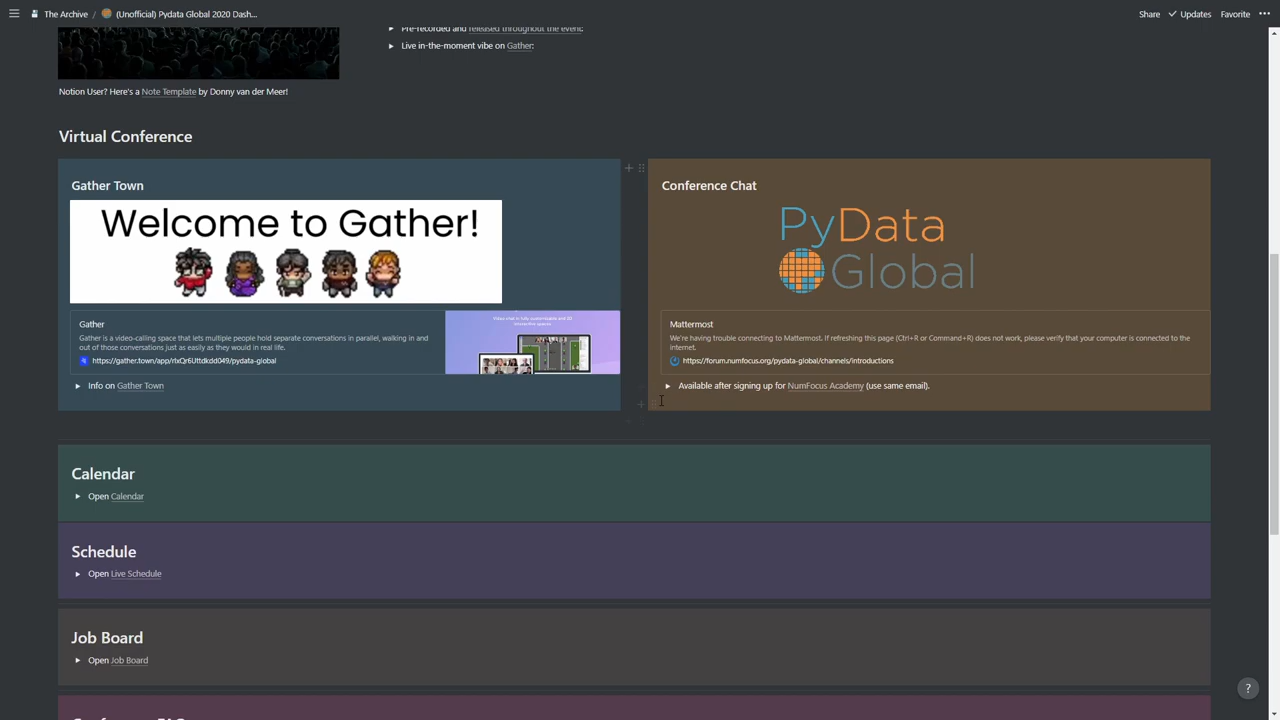 The Archive / (Unofficial) Pydata Global 2020 Dash...
Share Updates Favorite
Pre-recorded and released throughout the event:
Live in-the-moment vibe on Gather:
Notion User? Here's a Note Template by Donny van der Meer!
Virtual Conference
Gather Town
Welcome to Gather!
Gather
Gather is a video-calling space that lets multiple people hold separate conversations in parallel, walking in
and out of those conversations just as easily as they would in real life.
https://gather.town/app/rlxQr6Uttdkdd049/pydata-global
Info on Gather Town
Conference Chat
PyData
Global
Mattermost
We're having trouble connecting to Mattermost. If refreshing this page (Ctrl+R or Command+R) does not work, please verify that your computer is connected to the
internet.
https://forum.numfocus.org/pydata-global/channels/introductions
Available after signing up for NumFocus Academy (use same email).
Calendar
Open Calendar
Schedule
Open Live Schedule
Job Board
Open Job Board
?